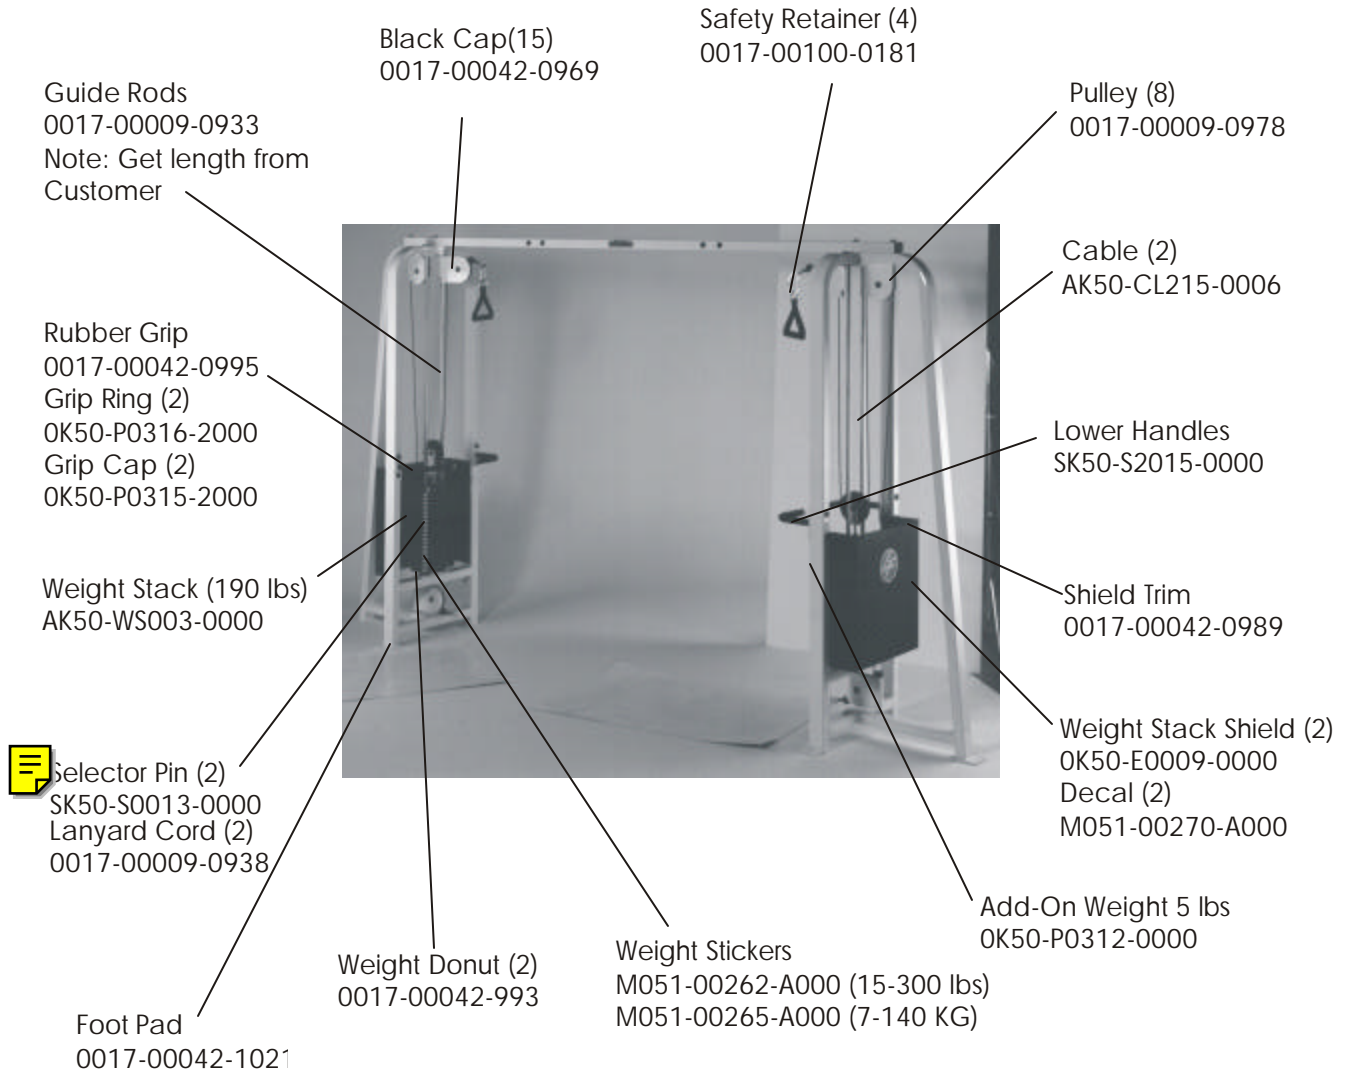 Safety Retainer (4)
0017-00100-0181
Black Cap(15)
0017-00042-0969
Guide Rods
0017-00009-0933
Note: Get length from
Customer
Pulley (8)
0017-00009-0978
Cable (2)
AK50-CL215-0006
Rubber Grip
0017-00042-0995
Grip Ring (2)
0K50-P0316-2000
Grip Cap (2)
0K50-P0315-2000
Lower Handles
SK50-S2015-0000
Weight Stack (190 lbs)
AK50-WS003-0000
Shield Trim
0017-00042-0989
Weight Stack Shield (2)
0K50-E0009-0000
Decal (2)
M051-00270-A000
Selector Pin (2)
SK50-S0013-0000
Lanyard Cord (2)
0017-00009-0938
Add-On Weight 5 lbs
0K50-P0312-0000
Weight Donut (2)
0017-00042-993
Weight Stickers
M051-00262-A000 (15-300 lbs)
M051-00265-A000 (7-140 KG)
Foot Pad
0017-00042-1021